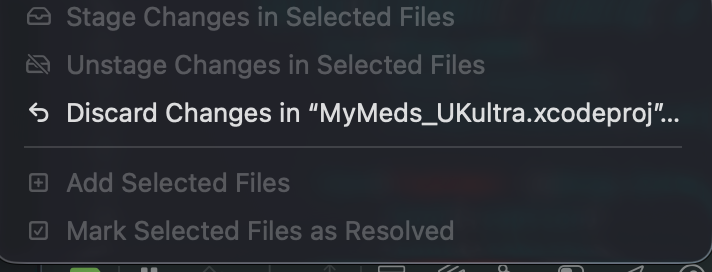 Stage Changes in Selected Files
Unstage Changes in Selected Files
Discard Changes in “MyMeds_UKultra.xcodeproj”...
Add Selected Files
Mark Selected Files as Resolved